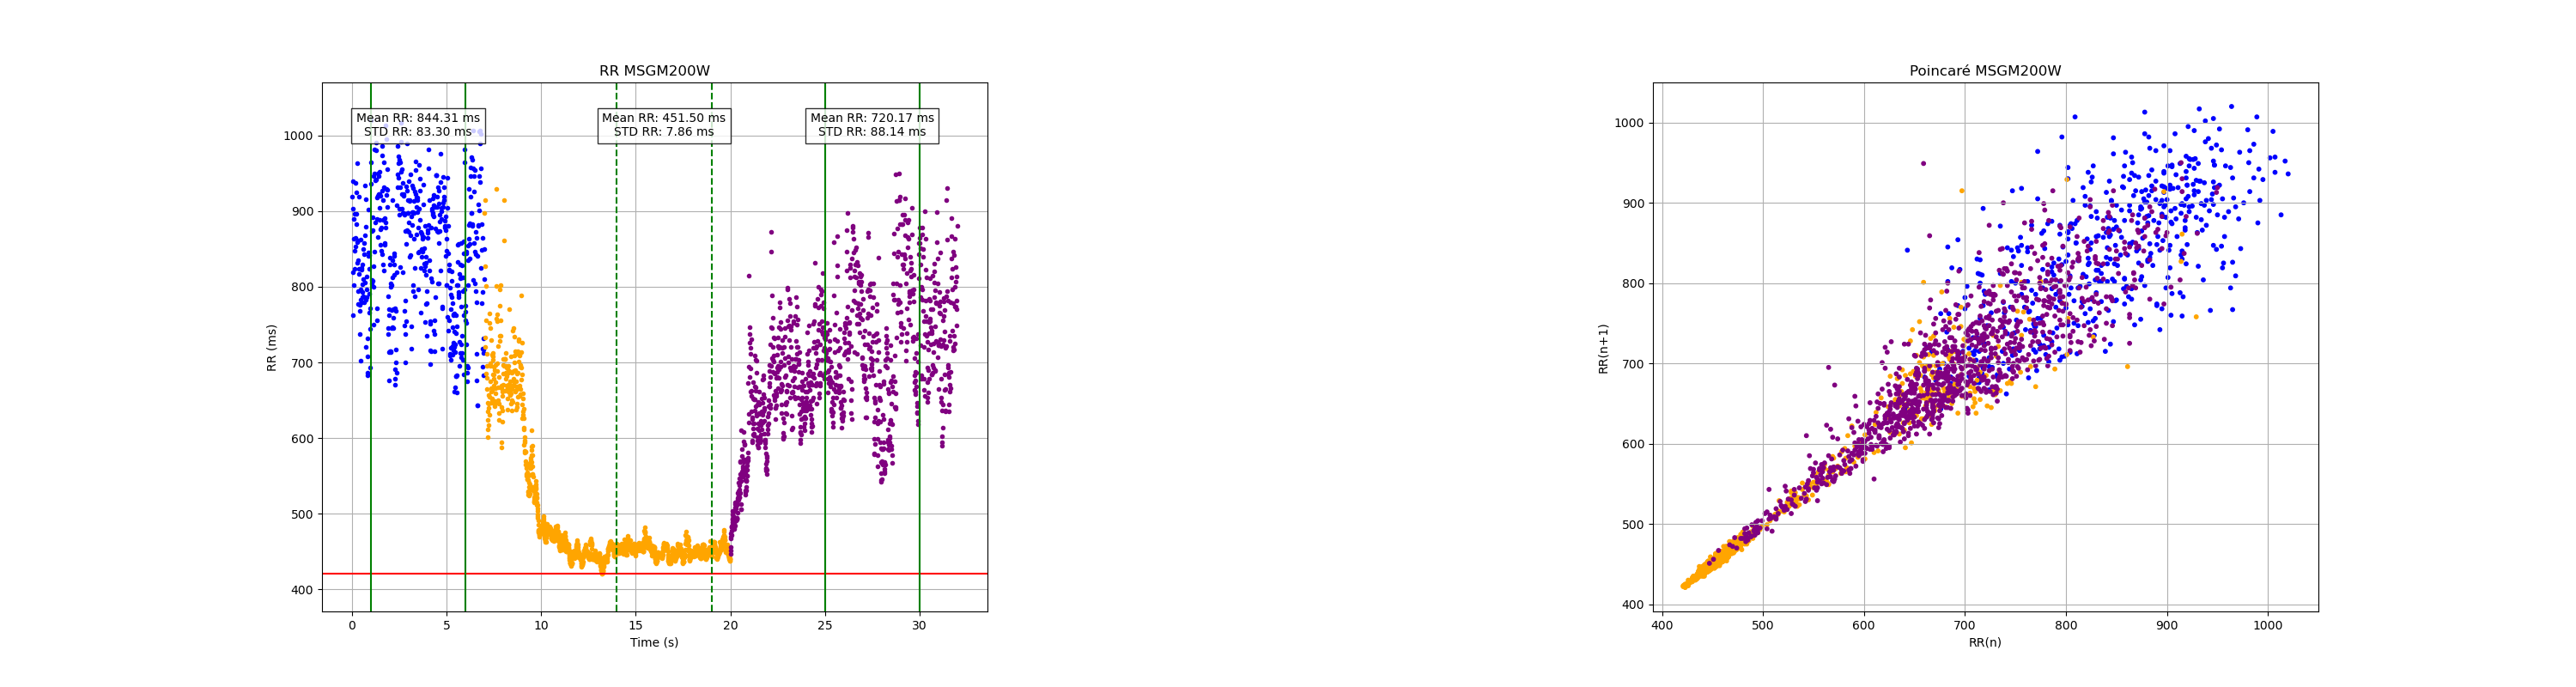 RR MSGM200W
Mean RR: 844.31 ms
STD RR: 83.30 ms
Mean RR: 451.50 ms
STD RR: 7.86 ms
Mean RR: 720.17 ms
STD RR: 88.14 ms
1000
900
800
700
600
500
400
RR (ms)
0 5 10 15 20 25 30
Time (s)
Poincaré MSGM200W
1000
900
800
700
600
500
400
RR(n+1)
400 500 600 700 800 900 1000
RR(n)